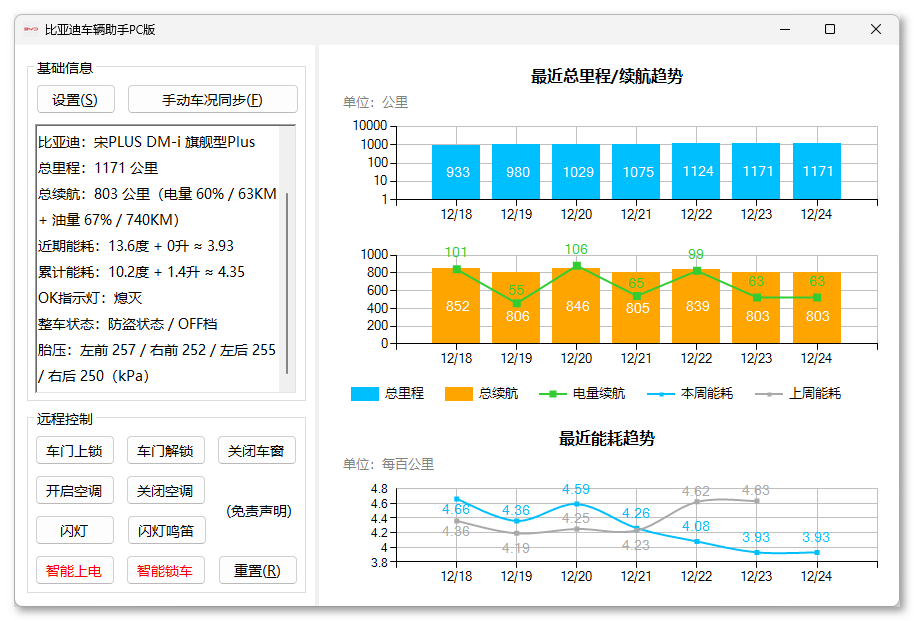 BYD 比亚迪车辆助手PC版
基础信息
设置(S) 手动车况同步(F)
比亚迪：宋PLUS DM-i 旗舰型Plus
总里程：1171 公里
总续航：803 公里（电量 60% / 63KM
+ 油量 67% / 740KM）
近期能耗：13.6度 + 0升 ≈ 3.93
累计能耗：10.2度 + 1.4升 ≈ 4.35
OK指示灯：熄灭
整车状态：防盗状态 / OFF档
胎压：左前 257 / 右前 252 / 左后 255
/ 右后 250（kPa）
远程控制
车门上锁 车门解锁 关闭车窗
开启空调 关闭空调
(免责声明)
闪灯 闪灯鸣笛
智能上电 智能锁车 重置(R)
最近总里程/续航趋势
单位：公里
10000
1000
100
10
1
933 980 1029 1075 1124 1171 1171
12/18 12/19 12/20 12/21 12/22 12/23 12/24
1000
800
600
400
200
0
101 55 106 65 99 63 63
852 806 846 805 839 803 803
12/18 12/19 12/20 12/21 12/22 12/23 12/24
总里程 总续航 电量续航 本周能耗 上周能耗
最近能耗趋势
单位：每百公里
4.8
4.6
4.4
4.2
4
3.8
4.66 4.36 4.59 4.26 4.08 3.93 3.93
4.36 4.19 4.25 4.23 4.62 4.63
12/18 12/19 12/20 12/21 12/22 12/23 12/24